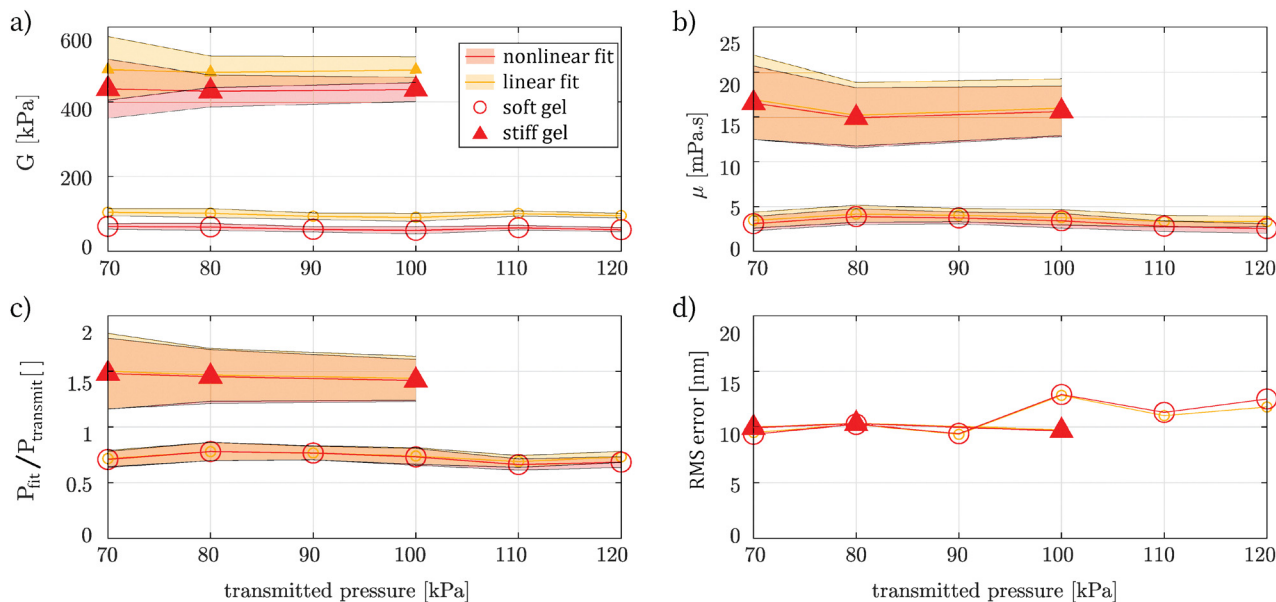 a)
600
400
200
0
G [kPa]
70 80 90 100 110 120
nonlinear fit
linear fit
soft gel
stiff gel
b)
25
20
15
10
5
0
μ [mPa.s]
70 80 90 100 110 120
c)
2
1.5
1
0.5
0
Pfit/Ptransmit [ ]
70 80 90 100 110 120
transmitted pressure [kPa]
d)
20
15
10
5
0
RMS error [nm]
70 80 90 100 110 120
transmitted pressure [kPa]